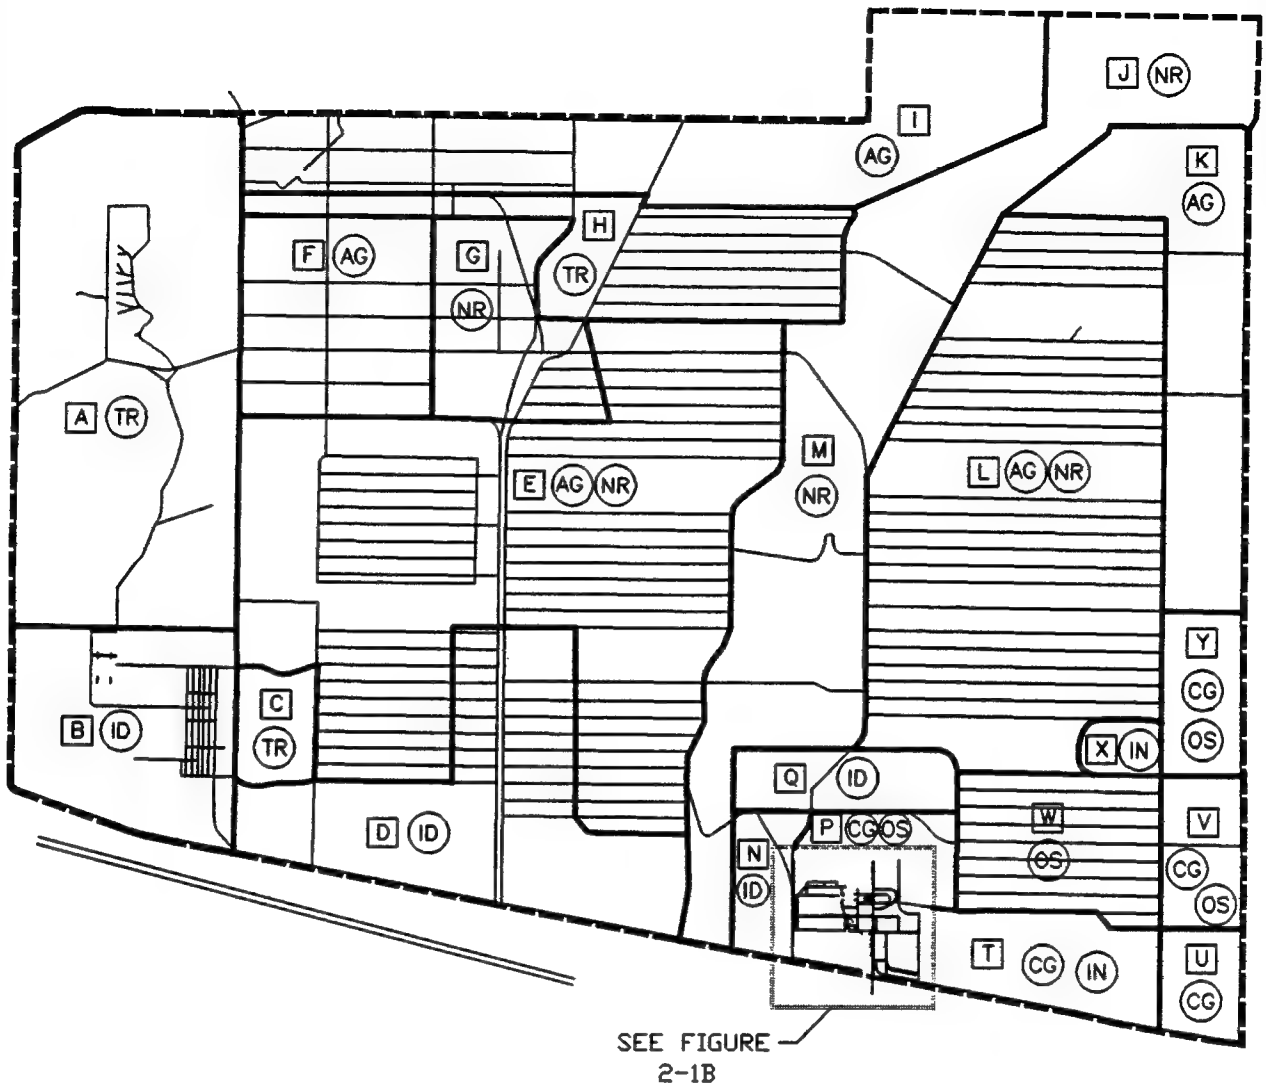 J NR
I
AG
K
AG
H
F AG
G
TR
NR
A TR
M
NR
L AG NR
E AG NR
Y
CG
OS
C
TR
B ID
X IN
Q ID
W
OS
V
CG
OS
P CG OS
D ID
N
ID
T CG IN
U
CG
SEE FIGURE
2-1B